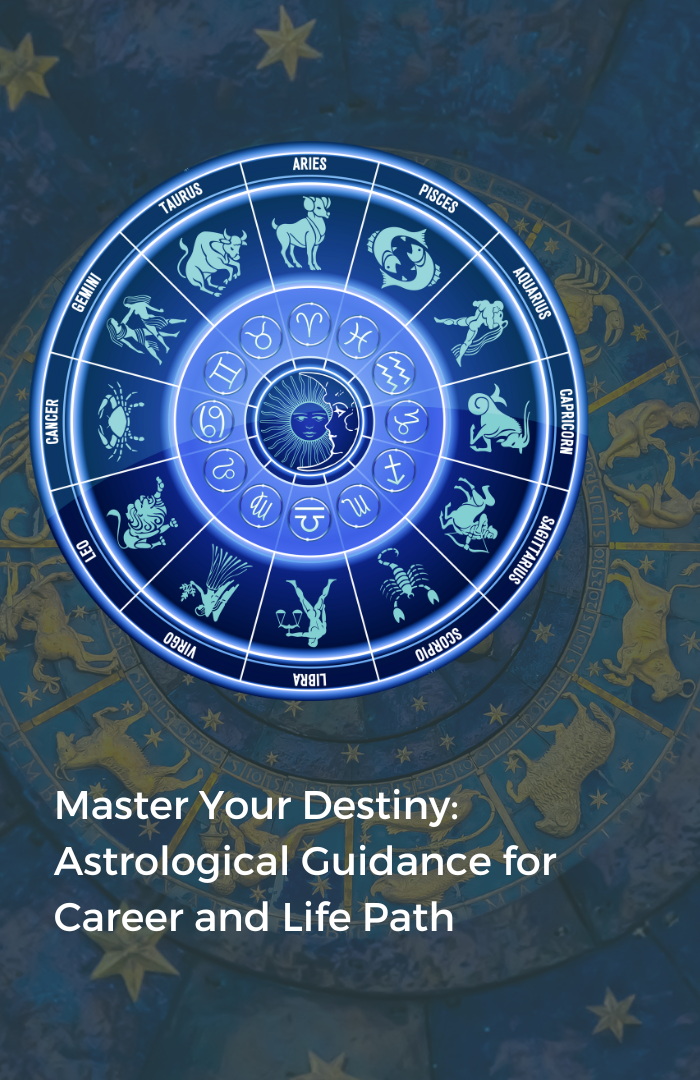 ARIES
PISCES
AQUARIUS
CAPRICORN
SAGITTARIUS
SCORPIO
LIBRA
VIRGO
LEO
CANCER
GEMINI
TAURUS
♈
♓
♒
♑
♐
♏
♎
♍
♌
♋
♊
♉
Master Your Destiny:
Astrological Guidance for
Career and Life Path